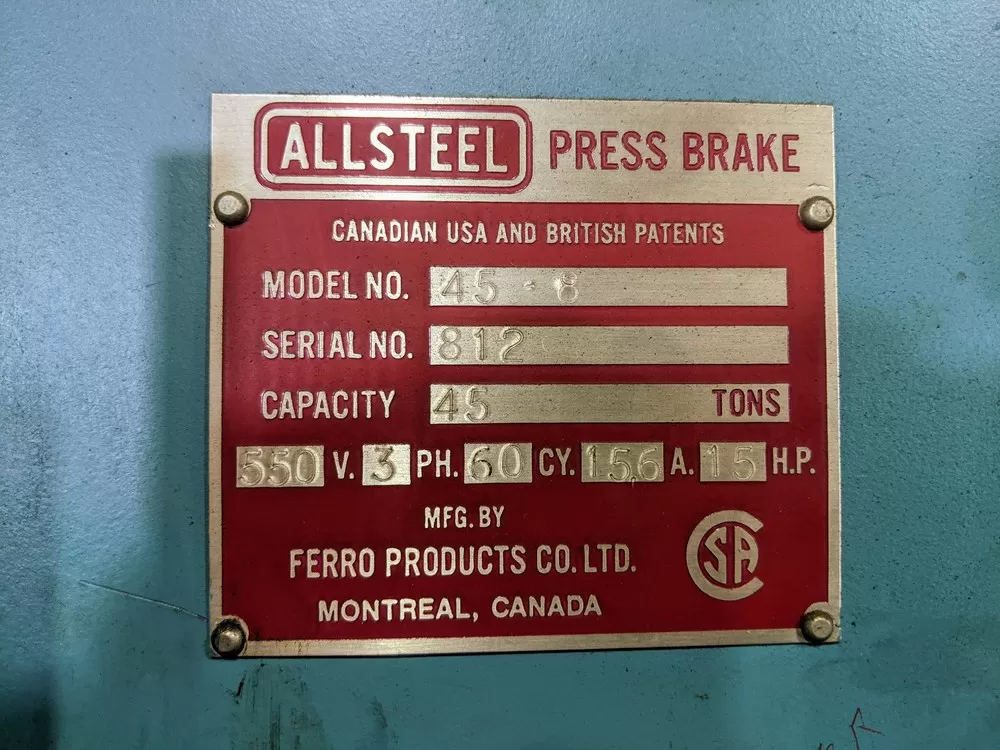 ALLSTEEL PRESS BRAKE
CANADIAN USA AND BRITISH PATENTS
MODEL NO. 45 - 8
SERIAL NO. 812
CAPACITY 45 TONS
550 V. 3 PH. 60 CY. 15.6 A. 15 H.P.
MFG. BY
FERRO PRODUCTS CO. LTD.
MONTREAL, CANADA
CSA